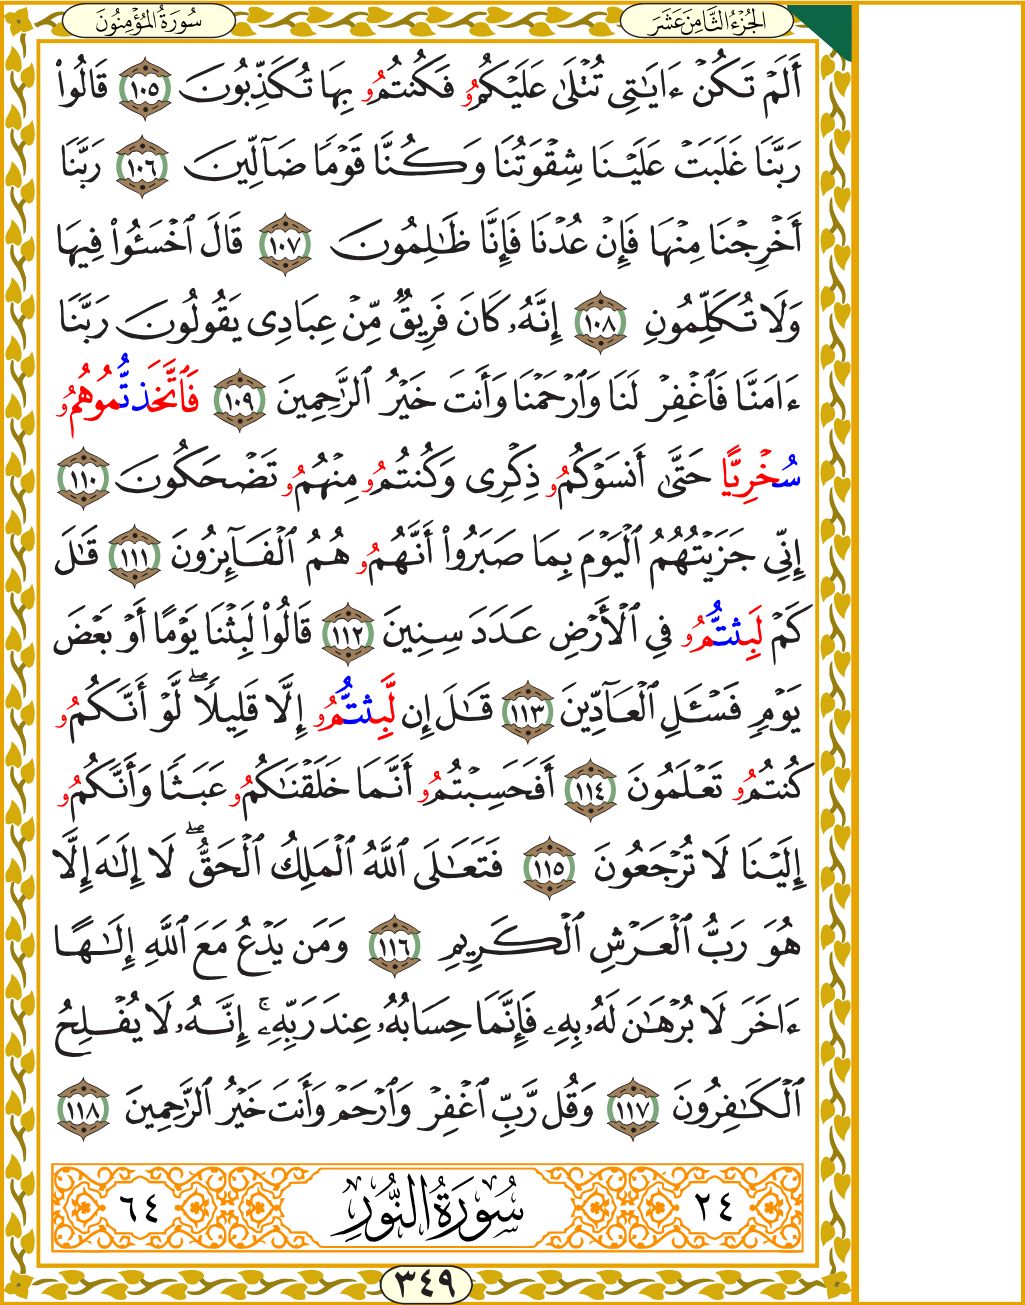 الجُزْءُ الثَّامِنَ عَشَرَ
سُورَةُ المُؤْمِنُونَ
أَلَمْ تَكُنْ ءَايَٰتِى تُتْلَىٰ عَلَيْكُمُۥ فَكُنتُمُۥ بِهَا تُكَذِّبُونَ ١٠٥ قَالُوا۟
رَبَّنَا غَلَبَتْ عَلَيْنَا شِقْوَتُنَا وَكُنَّا قَوْمًا ضَآلِّينَ ١٠٦ رَبَّنَا
أَخْرِجْنَا مِنْهَا فَإِنْ عُدْنَا فَإِنَّا ظَٰلِمُونَ ١٠٧ قَالَ ٱخْسَـُٔوا۟ فِيهَا
وَلَا تُكَلِّمُونِ ١٠٨ إِنَّهُۥ كَانَ فَرِيقٌ مِّنْ عِبَادِى يَقُولُونَ رَبَّنَا
ءَامَنَّا فَٱغْفِرْ لَنَا وَٱرْحَمْنَا وَأَنتَ خَيْرُ ٱلرَّٰحِمِينَ ١٠٩ فَٱتَّخَذتُّمُوهُمُۥ
سُخْرِيًّا حَتَّىٰ أَنسَوْكُمُۥ ذِكْرِى وَكُنتُمُۥ مِنْهُمُۥ تَضْحَكُونَ ١١٠
إِنِّى جَزَيْتُهُمُ ٱلْيَوْمَ بِمَا صَبَرُوٓا۟ أَنَّهُمُۥ هُمُ ٱلْفَآئِزُونَ ١١١ قَٰلَ
كَمْ لَبِثتُّمُۥ فِى ٱلْأَرْضِ عَدَدَ سِنِينَ ١١٢ قَالُوا۟ لَبِثْنَا يَوْمًا أَوْ بَعْضَ
يَوْمٍ فَسْـَٔلِ ٱلْعَآدِّينَ ١١٣ قَٰلَ إِن لَّبِثتُّمُۥ إِلَّا قَلِيلًا ۖ لَّوْ أَنَّكُمُۥ
كُنتُمُۥ تَعْلَمُونَ ١١٤ أَفَحَسِبْتُمُۥ أَنَّمَا خَلَقْنَٰكُمُۥ عَبَثًا وَأَنَّكُمُۥ
إِلَيْنَا لَا تُرْجَعُونَ ١١٥ فَتَعَٰلَى ٱللَّهُ ٱلْمَلِكُ ٱلْحَقُّ ۖ لَا إِلَٰهَ إِلَّا
هُوَ رَبُّ ٱلْعَرْشِ ٱلْكَرِيمِ ١١٦ وَمَن يَدْعُ مَعَ ٱللَّهِ إِلَٰهًا
ءَاخَرَ لَا بُرْهَٰنَ لَهُۥ بِهِۦ فَإِنَّمَا حِسَابُهُۥ عِندَ رَبِّهِۦٓ ۚ إِنَّهُۥ لَا يُفْلِحُ
ٱلْكَٰفِرُونَ ١١٧ وَقُل رَّبِّ ٱغْفِرْ وَٱرْحَمْ وَأَنتَ خَيْرُ ٱلرَّٰحِمِينَ ١١٨
٢٤ سُورَةُ النُّورِ ٦٤
٣٤٩